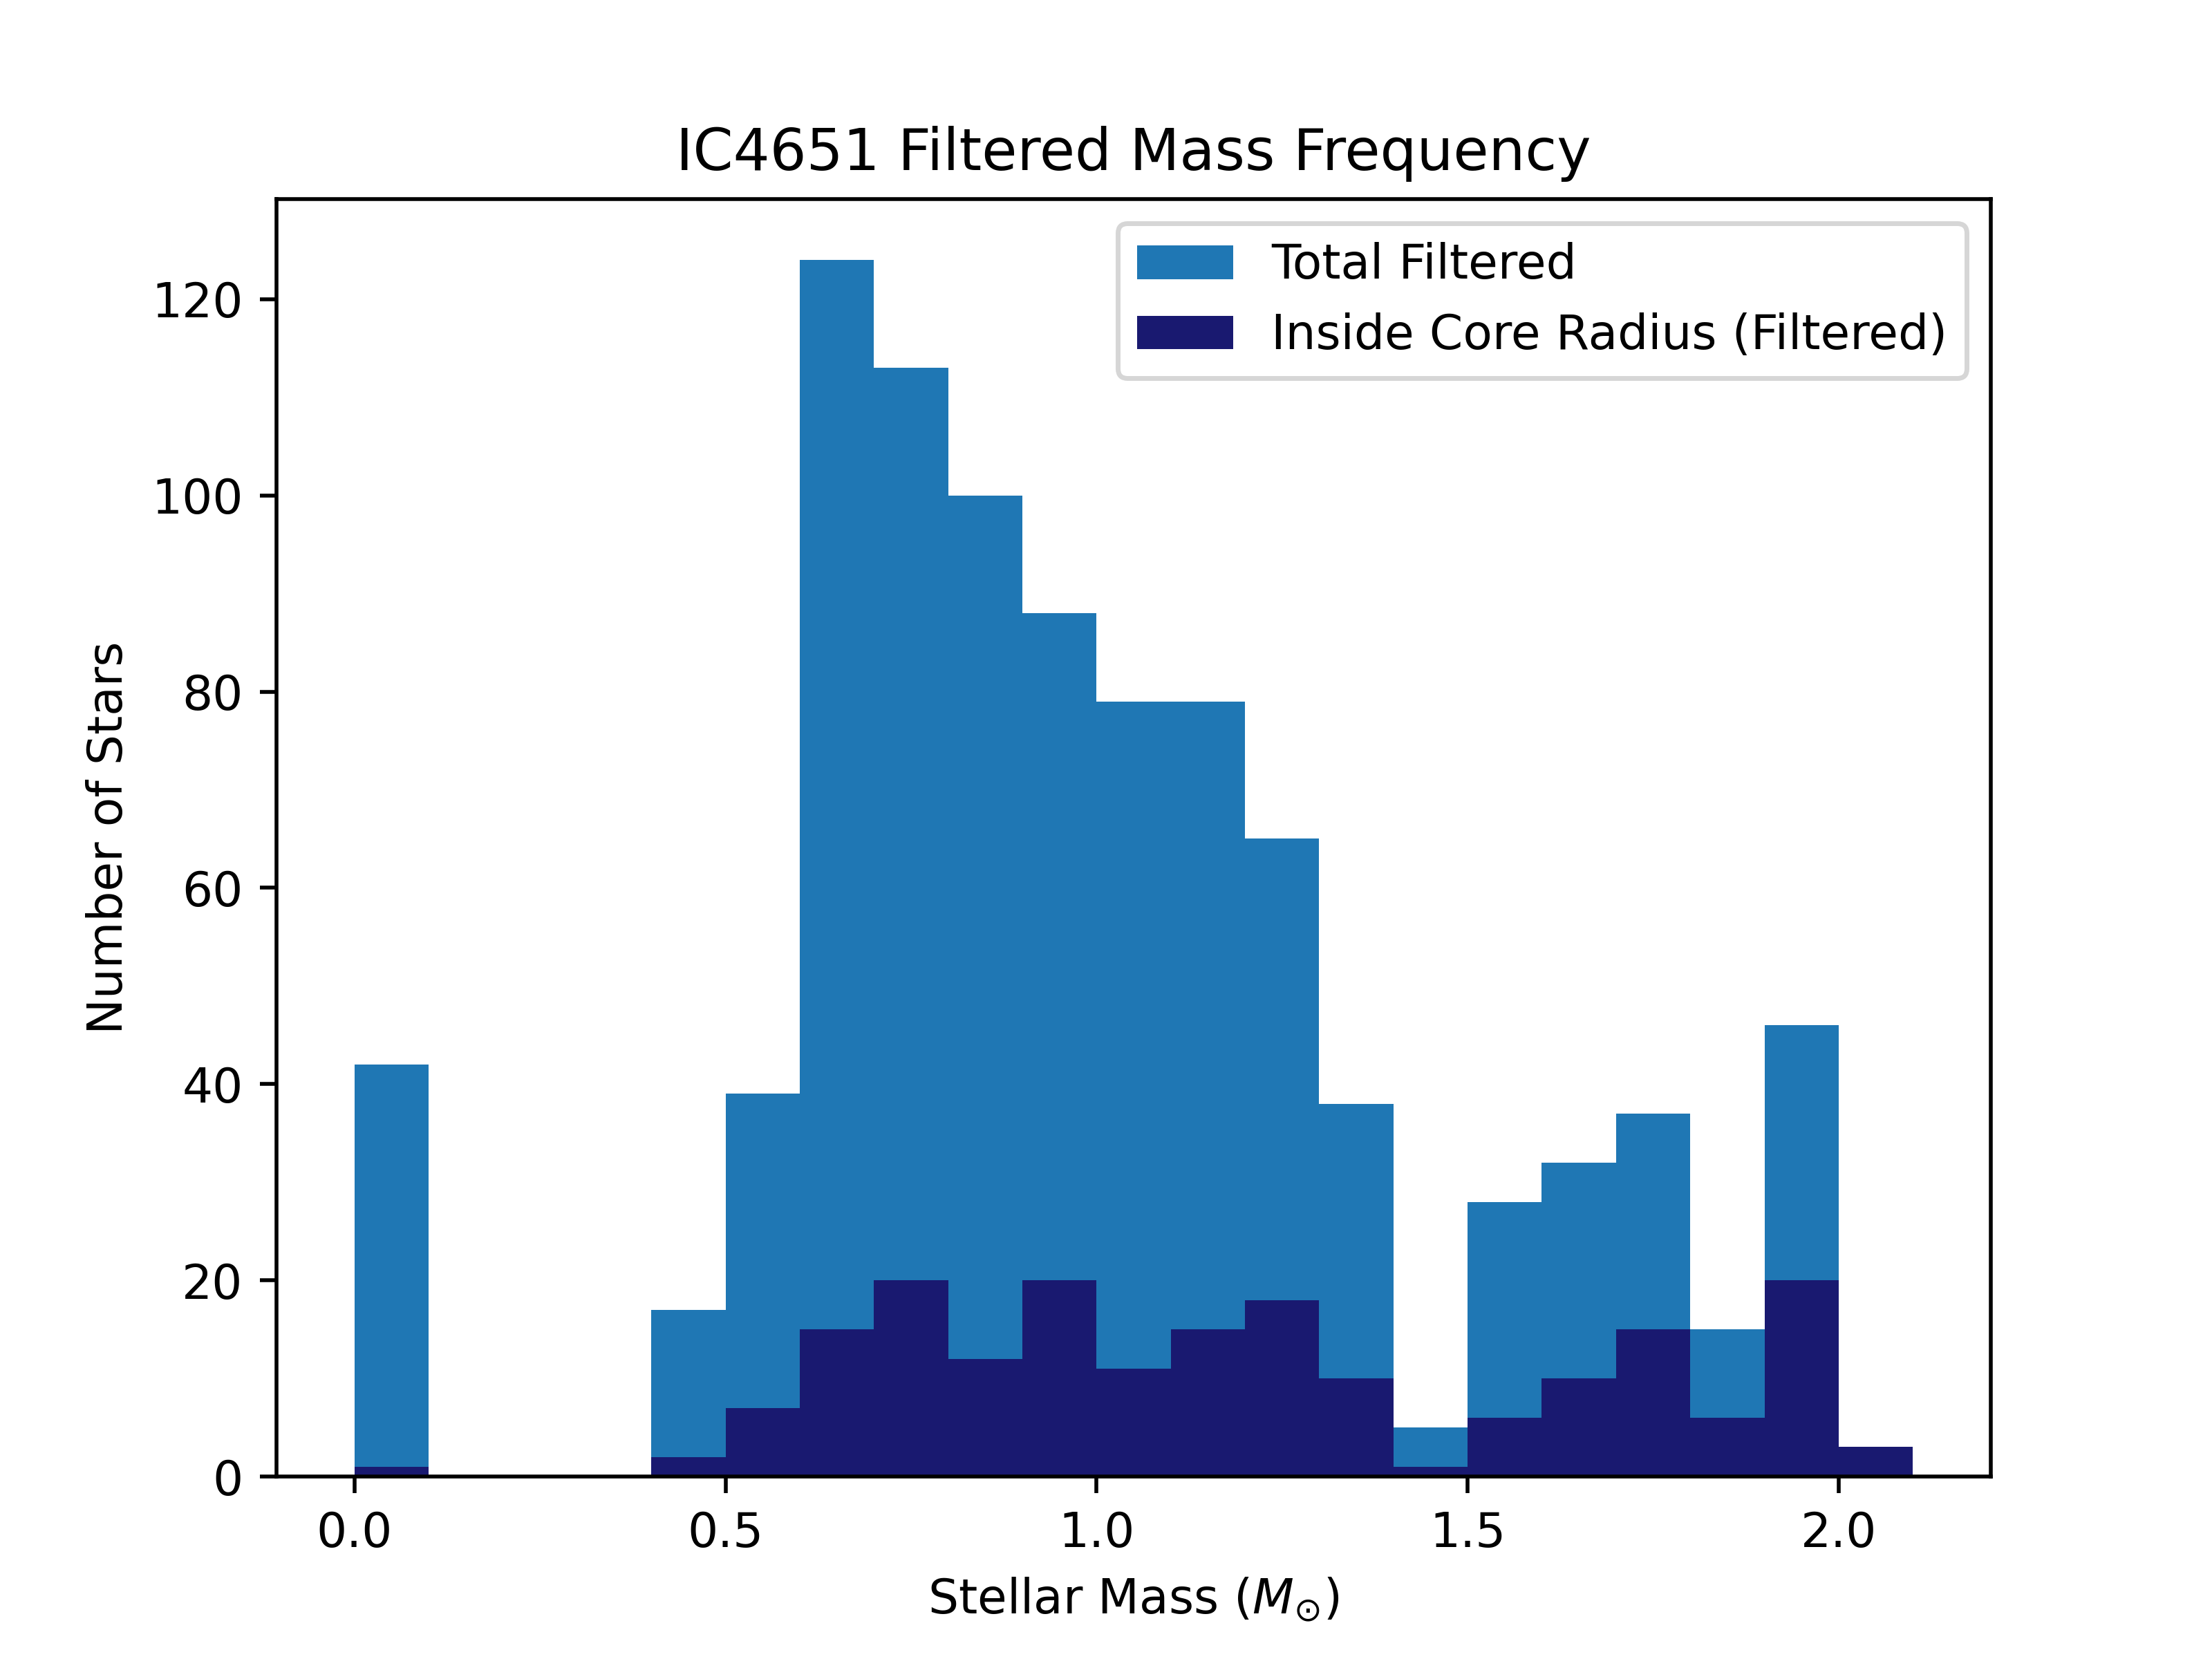 IC4651 Filtered Mass Frequency
Total Filtered
Inside Core Radius (Filtered)
120
100
80
60
40
20
0
Number of Stars
0.0 0.5 1.0 1.5 2.0
Stellar Mass (M☉)